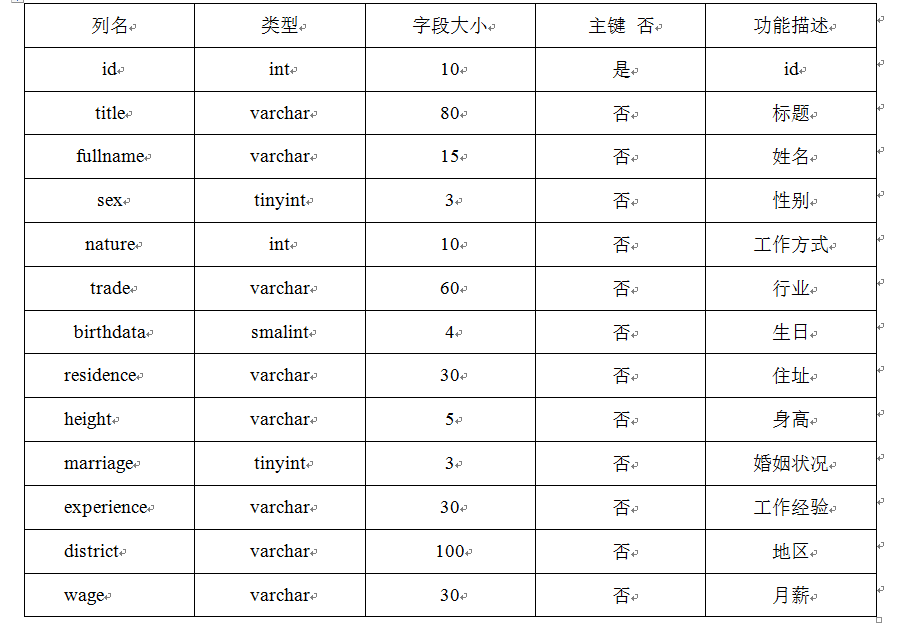 列名 类型 字段大小 主键 否 功能描述
id int 10 是 id
title varchar 80 否 标题
fullname varchar 15 否 姓名
sex tinyint 3 否 性别
nature int 10 否 工作方式
trade varchar 60 否 行业
birthdata smalint 4 否 生日
residence varchar 30 否 住址
height varchar 5 否 身高
marriage tinyint 3 否 婚姻状况
experience varchar 30 否 工作经验
district varchar 100 否 地区
wage varchar 30 否 月薪